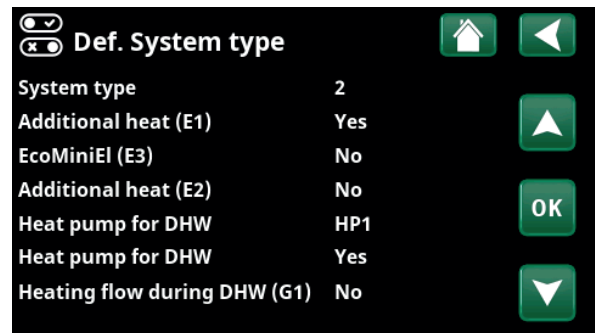 Def. System type
System type 2
Additional heat (E1) Yes
EcoMiniEl (E3) No
Additional heat (E2) No
Heat pump for DHW HP1
Heat pump for DHW Yes
Heating flow during DHW (G1) No
OK